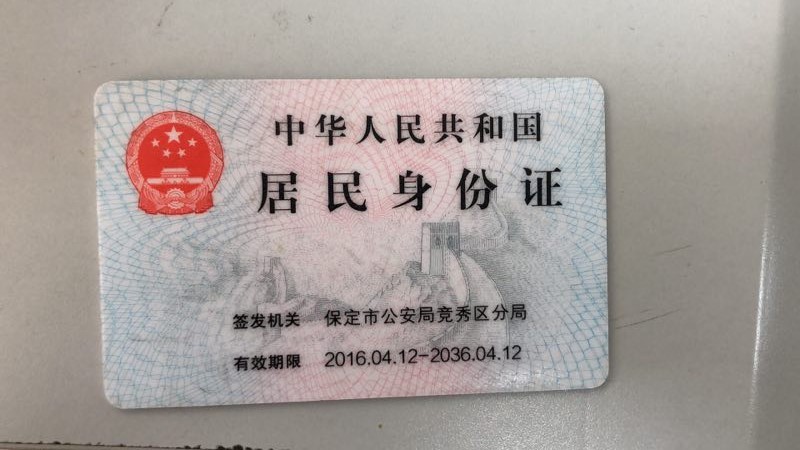 中华人民共和国
居民身份证
签发机关 保定市公安局竞秀区分局
有效期限 2016.04.12-2036.04.12